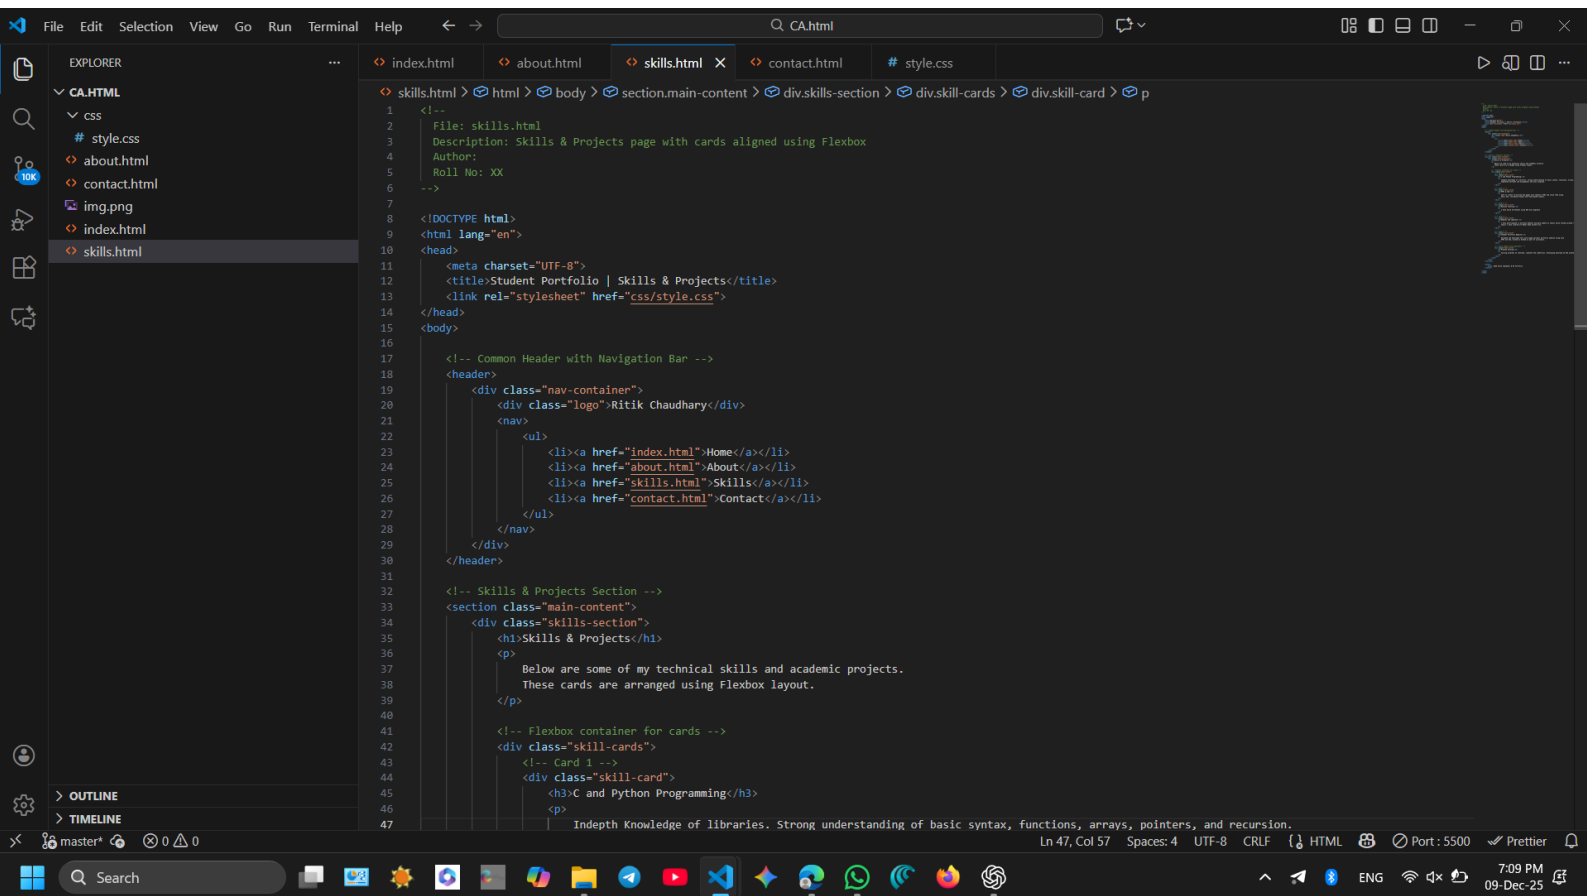 File Edit Selection View Go Run Terminal Help
CA.html
EXPLORER
CA.HTML
css
# style.css
about.html
contact.html
img.png
index.html
skills.html
10K
OUTLINE
TIMELINE
index.html about.html skills.html contact.html # style.css
skills.html > html > body > section.main-content > div.skills-section > div.skill-cards > div.skill-card > p
1 <!--
2 File: skills.html
3 Description: Skills & Projects page with cards aligned using Flexbox
4 Author:
5 Roll No: XX
6 -->
7
8 <!DOCTYPE html>
9 <html lang="en">
10 <head>
11 <meta charset="UTF-8">
12 <title>Student Portfolio | Skills & Projects</title>
13 <link rel="stylesheet" href="css/style.css">
14 </head>
15 <body>
16
17 <!-- Common Header with Navigation Bar -->
18 <header>
19 <div class="nav-container">
20 <div class="logo">Ritik Chaudhary</div>
21 <nav>
22 <ul>
23 <li><a href="index.html">Home</a></li>
24 <li><a href="about.html">About</a></li>
25 <li><a href="skills.html">Skills</a></li>
26 <li><a href="contact.html">Contact</a></li>
27 </ul>
28 </nav>
29 </div>
30 </header>
31
32 <!-- Skills & Projects Section -->
33 <section class="main-content">
34 <div class="skills-section">
35 <h1>Skills & Projects</h1>
36 <p>
37 Below are some of my technical skills and academic projects.
38 These cards are arranged using Flexbox layout.
39 </p>
40
41 <!-- Flexbox container for cards -->
42 <div class="skill-cards">
43 <!-- Card 1 -->
44 <div class="skill-card">
45 <h3>C and Python Programming</h3>
46 <p>
47 Indepth Knowledge of libraries. Strong understanding of basic syntax, functions, arrays, pointers, and recursion.
master* 0 0 Ln 47, Col 57 Spaces: 4 UTF-8 CRLF HTML Port : 5500 Prettier
Search ENG 7:09 PM
09-Dec-25